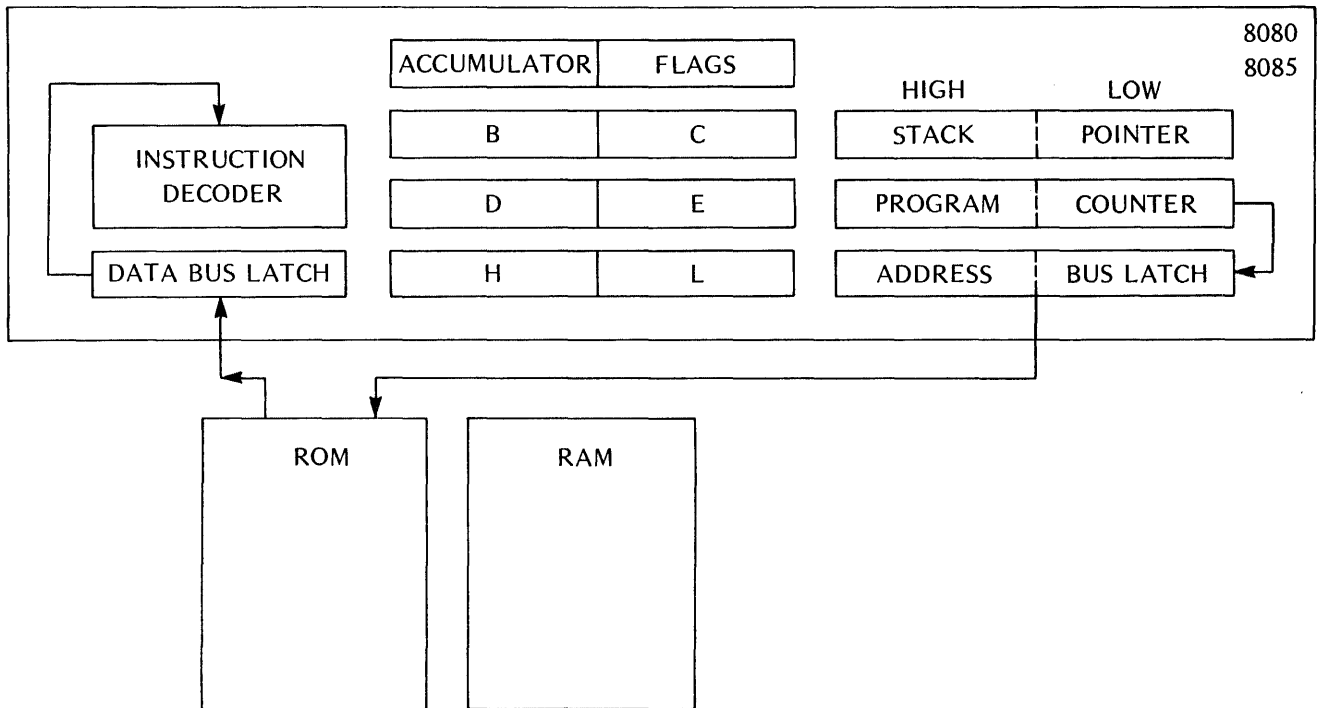 8080
8085
ACCUMULATOR FLAGS
HIGH LOW
B C
STACK POINTER
INSTRUCTION
DECODER
D E
PROGRAM COUNTER
DATA BUS LATCH
H L
ADDRESS BUS LATCH
ROM
RAM